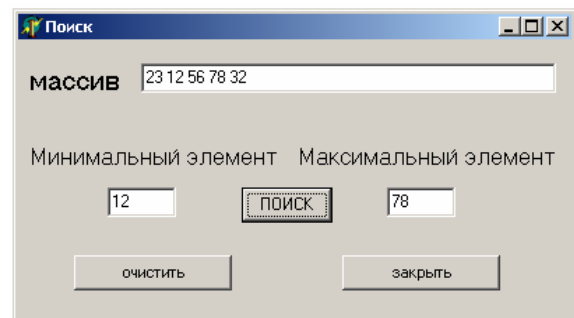 Поиск
массив 23 12 56 78 32
Минимальный элемент Максимальный элемент
12 ПОИСК 78
очистить закрыть